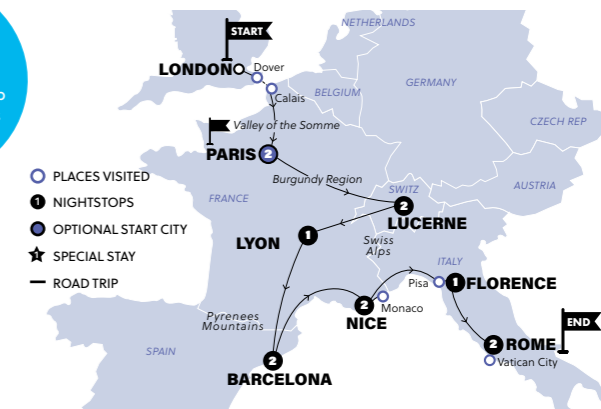 NETHERLANDS
START
LONDON
Dover
Calais
BELGIUM
GERMANY
CZECH REP
Valley of the Somme
PARIS 2
Burgundy Region
PLACES VISITED
1 NIGHTSTOPS
OPTIONAL START CITY
1 SPECIAL STAY
ROAD TRIP
FRANCE
SWITZ
AUSTRIA
2
LUCERNE
LYON 1
Swiss
Alps
ITALY
Pisa
1 FLORENCE
Monaco
2
NICE
END
Pyrenees
Mountains
2 ROME
Vatican City
SPAIN
2
BARCELONA